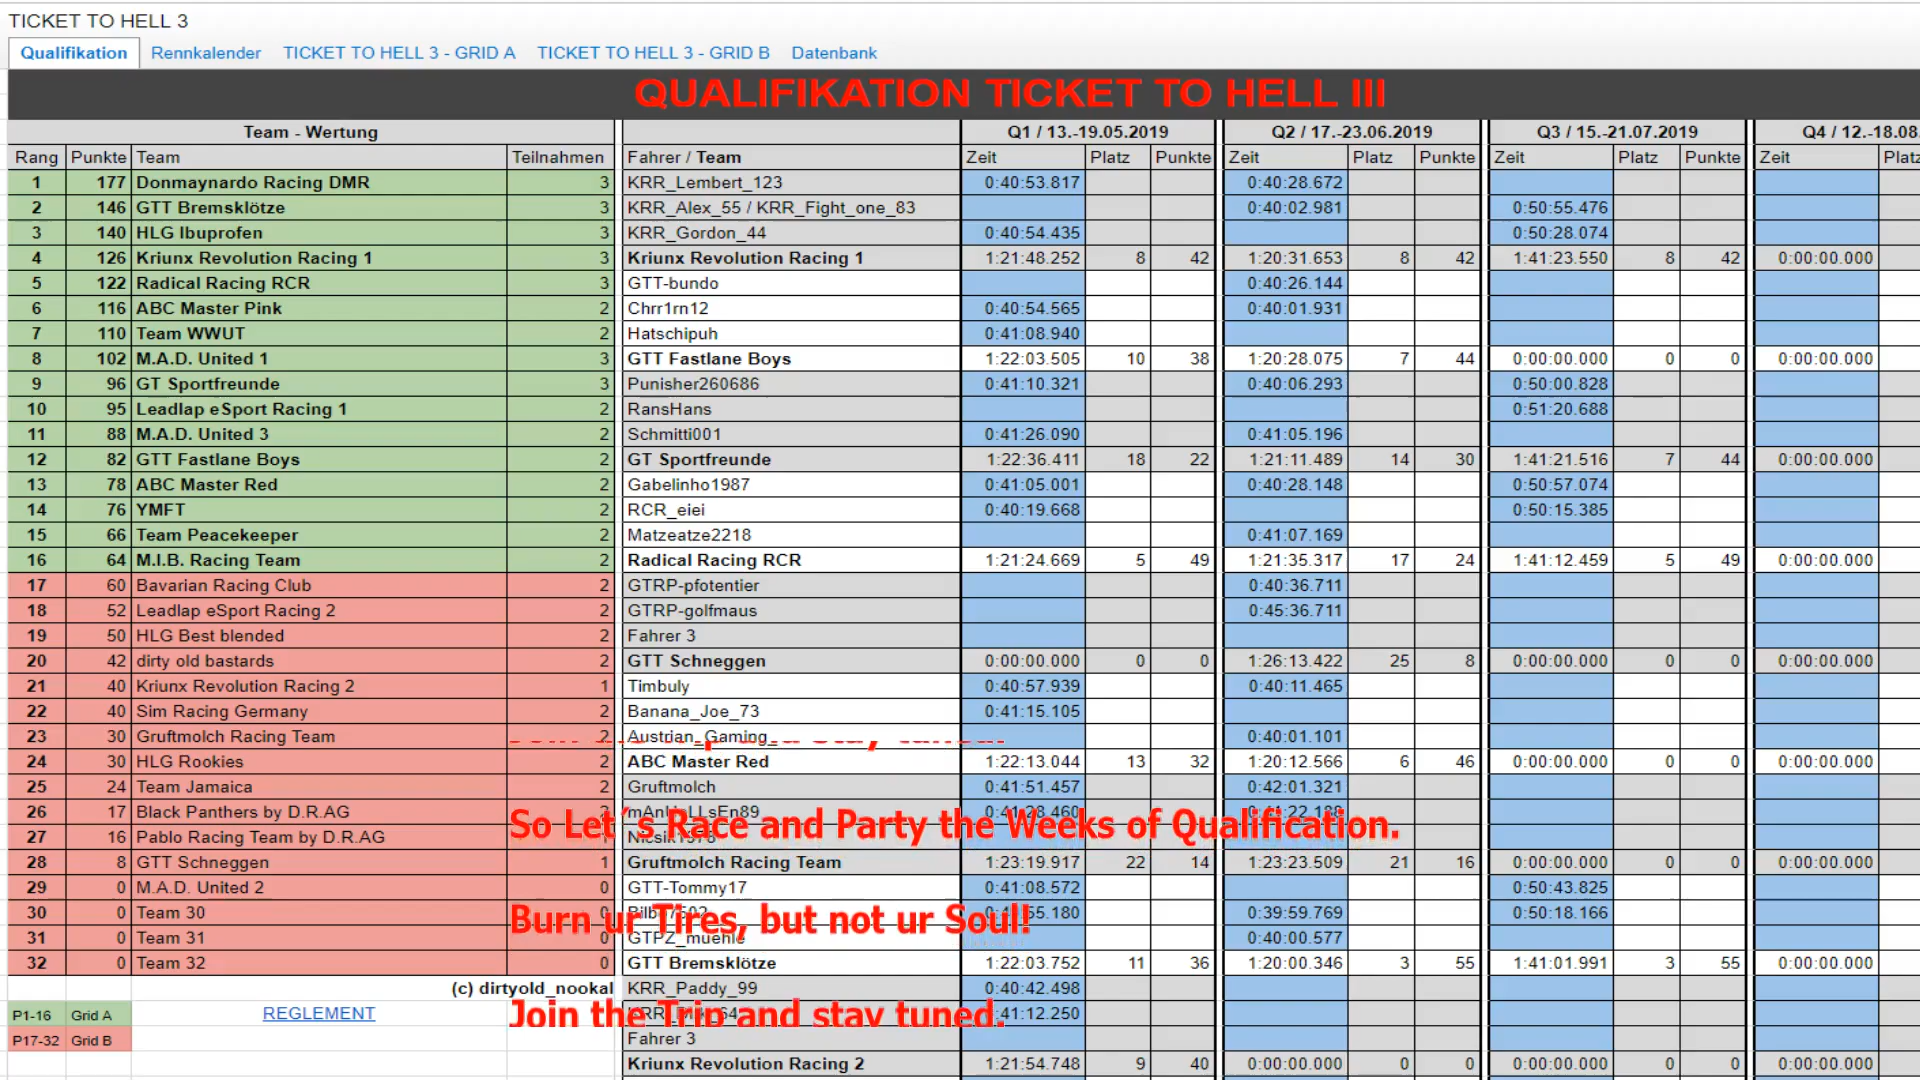 TICKET TO HELL 3
Qualifikation Rennkalender TICKET TO HELL 3 - GRID A TICKET TO HELL 3 - GRID B Datenbank
QUALIFIKATION TICKET TO HELL III
Team - Wertung Q1 / 13.-19.05.2019 Q2 / 17.-23.06.2019 Q3 / 15.-21.07.2019 Q4 / 12.-18.08.
Rang Punkte Team Teilnahmen Fahrer / Team Zeit Platz Punkte Zeit Platz Punkte Zeit Platz Punkte Zeit Platz
1 177 Donmaynardo Racing DMR 3 KRR_Lembert_123 0:40:53.817 0:40:28.672
2 146 GTT Bremsklötze 3 KRR_Alex_55 / KRR_Fight_one_83 0:40:02.981 0:50:55.476
3 140 HLG Ibuprofen 3 KRR_Gordon_44 0:40:54.435 0:50:28.074
4 126 Kriunx Revolution Racing 1 3 Kriunx Revolution Racing 1 1:21:48.252 8 42 1:20:31.653 8 42 1:41:23.550 8 42 0:00:00.000
5 122 Radical Racing RCR 3 GTT-bundo 0:40:26.144
6 116 ABC Master Pink 2 Chrr1rn12 0:40:54.565 0:40:01.931
7 110 Team WWUT 2 Hatschipuh 0:41:08.940
8 102 M.A.D. United 1 3 GTT Fastlane Boys 1:22:03.505 10 38 1:20:28.075 7 44 0:00:00.000 0 0 0:00:00.000
9 96 GT Sportfreunde 3 Punisher260686 0:41:10.321 0:40:06.293 0:50:00.828
10 95 Leadlap eSport Racing 1 2 RansHans 0:51:20.688
11 88 M.A.D. United 3 2 Schmitti001 0:41:26.090 0:41:05.196
12 82 GTT Fastlane Boys 2 GT Sportfreunde 1:22:36.411 18 22 1:21:11.489 14 30 1:41:21.516 7 44 0:00:00.000
13 78 ABC Master Red 2 Gabelinho1987 0:41:05.001 0:40:28.148 0:50:57.074
14 76 YMFT 2 RCR_eiei 0:40:19.668 0:50:15.385
15 66 Team Peacekeeper 2 Matzeatze2218 0:41:07.169
16 64 M.I.B. Racing Team 2 Radical Racing RCR 1:21:24.669 5 49 1:21:35.317 17 24 1:41:12.459 5 49 0:00:00.000
17 60 Bavarian Racing Club 2 GTRP-pfotentier 0:40:36.711
18 52 Leadlap eSport Racing 2 2 GTRP-golfmaus 0:45:36.711
19 50 HLG Best blended 2 Fahrer 3
20 42 dirty old bastards 2 GTT Schneggen 0:00:00.000 0 0 1:26:13.422 25 8 0:00:00.000 0 0 0:00:00.000
21 40 Kriunx Revolution Racing 2 1 Timbuly 0:40:57.939 0:40:11.465
22 40 Sim Racing Germany 2 Banana_Joe_73 0:41:15.105
23 30 Gruftmolch Racing Team 2 Austrian_Gaming_ 0:40:01.101
24 30 HLG Rookies 2 ABC Master Red 1:22:13.044 13 32 1:20:12.566 6 46 0:00:00.000 0 0 0:00:00.000
25 24 Team Jamaica 2 Gruftmolch 0:41:51.457 0:42:01.321
26 17 Black Panthers by D.R.AG
So Let´s Race and Party the Weeks of Qualification.
27 16 Pablo Racing Team by D.R.AG
28 8 GTT Schneggen 1 Gruftmolch Racing Team 1:23:19.917 22 14 1:23:23.509 21 16 0:00:00.000 0 0 0:00:00.000
29 0 M.A.D. United 2 0 GTT-Tommy17 0:41:08.572 0:50:43.825
30 0 Team 30 0 0:39:59.769 0:50:18.166
Burn ur Tires, but not ur Soul!
31 0 Team 31 0 GTPZ_muehle 0:40:00.577
32 0 Team 32 0 GTT Bremsklötze 1:22:03.752 11 36 1:20:00.346 3 55 1:41:01.991 3 55 0:00:00.000
(c) dirtyold_nookal KRR_Paddy_99 0:40:42.498
P1-16 Grid A REGLEMENT
Join the Trip and stay tuned.
P17-32 Grid B Fahrer 3
Kriunx Revolution Racing 2 1:21:54.748 9 40 0:00:00.000 0 0 0:00:00.000 0 0 0:00:00.000